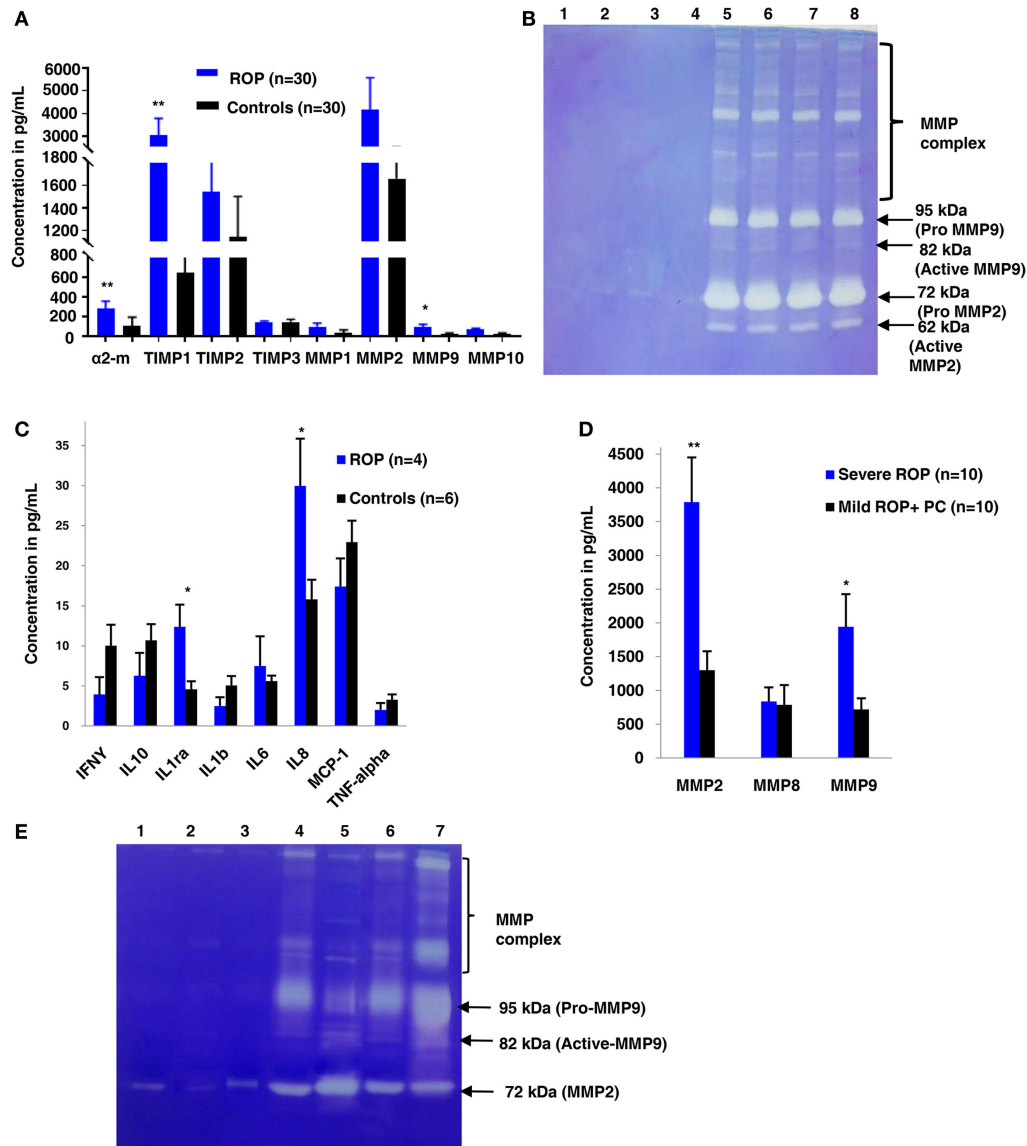 A
Concentration in pg/mL
6000
5000
4000
3000
1800
1600
1400
1200
800
600
400
200
0
ROP (n=30)
Controls (n=30)
**
**
*
α2-m TIMP1 TIMP2 TIMP3 MMP1 MMP2 MMP9 MMP10
B
1 2 3 4 5 6 7 8
MMP
complex
95 kDa
(Pro MMP9)
82 kDa
(Active MMP9)
72 kDa
(Pro MMP2)
62 kDa
(Active
MMP2)
C
Concentration in pg/mL
35
30
25
20
15
10
5
0
ROP (n=4)
Controls (n=6)
*
*
IFNY IL10 IL1ra IL1b IL6 IL8 MCP-1 TNF-alpha
D
Concentration in pg/mL
4500
4000
3500
3000
2500
2000
1500
1000
500
0
Severe ROP (n=10)
Mild ROP+ PC (n=10)
**
*
MMP2 MMP8 MMP9
E
1 2 3 4 5 6 7
MMP
complex
95 kDa (Pro-MMP9)
82 kDa (Active-MMP9)
72 kDa (MMP2)